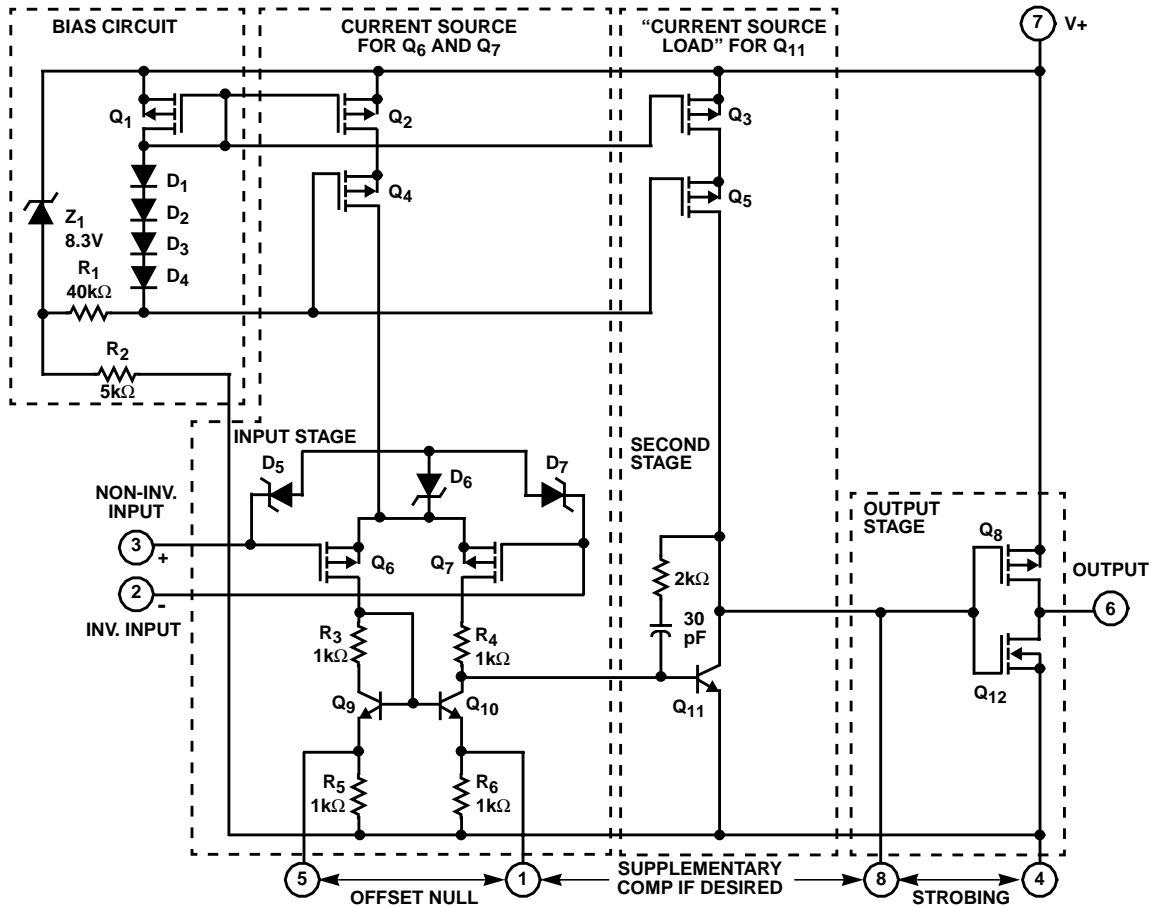 BIAS CIRCUIT
CURRENT SOURCE
FOR Q6 AND Q7
“CURRENT SOURCE
LOAD” FOR Q11
7
V+
Q1
Q2
Q3
D1
D2
D3
D4
Q4
Q5
Z1
8.3V
R1
40kΩ
R2
5kΩ
INPUT STAGE
D5
D6
D7
SECOND
STAGE
NON-INV.
INPUT
3
+
2
-
INV. INPUT
Q6
Q7
2kΩ
30
pF
OUTPUT
STAGE
Q8
OUTPUT
6
Q12
R3
1kΩ
R4
1kΩ
Q9
Q10
Q11
R5
1kΩ
R6
1kΩ
5
OFFSET NULL
1
SUPPLEMENTARY
COMP IF DESIRED
8
STROBING
4